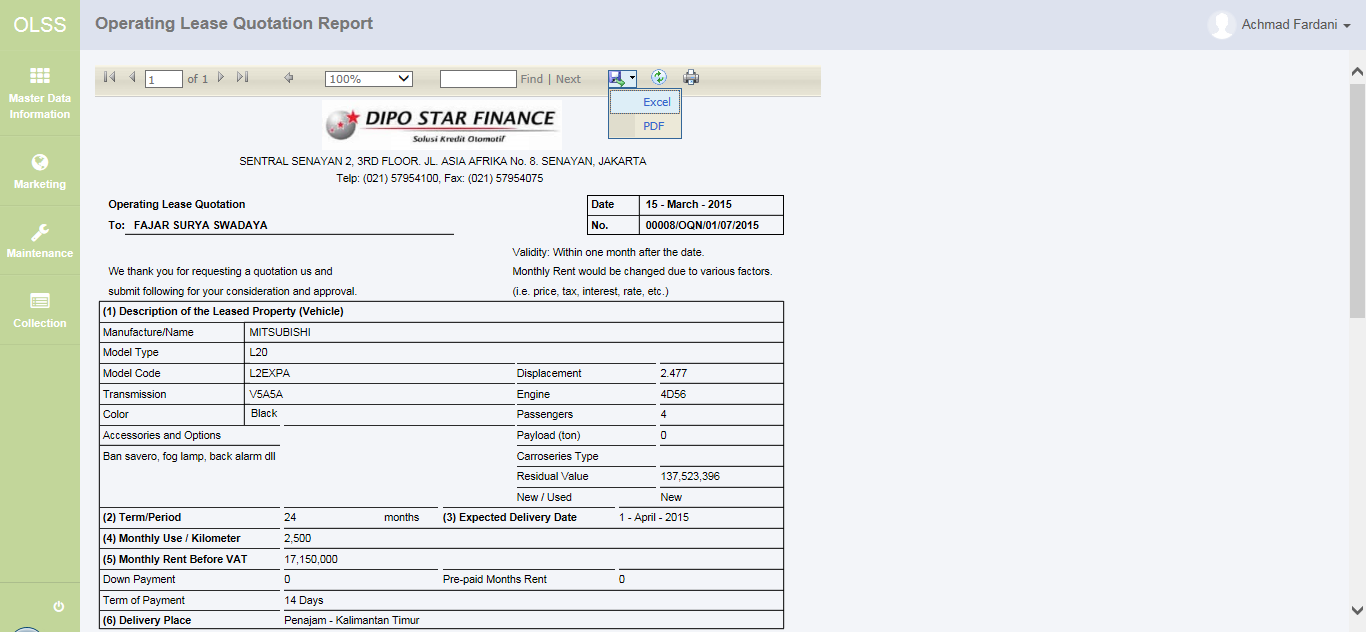 OLSS
Operating Lease Quotation Report
Achmad Fardani
Master Data
Information
Marketing
Maintenance
Collection
1 of 1 100% Find | Next
Excel
PDF
DIPO STAR FINANCE
Solusi Kredit Otomotif
SENTRAL SENAYAN 2, 3RD FLOOR. JL. ASIA AFRIKA No. 8. SENAYAN, JAKARTA
Telp: (021) 57954100, Fax: (021) 57954075
Operating Lease Quotation
Date 15 - March - 2015
To: FAJAR SURYA SWADAYA
No. 00008/OQN/01/07/2015
Validity: Within one month after the date.
We thank you for requesting a quotation us and
Monthly Rent would be changed due to various factors.
submit following for your consideration and approval.
(i.e. price, tax, interest, rate, etc.)
(1) Description of the Leased Property (Vehicle)
Manufacture/Name MITSUBISHI
Model Type L20
Model Code L2EXPA Displacement 2.477
Transmission V5A5A Engine 4D56
Color Black Passengers 4
Accessories and Options Payload (ton) 0
Ban savero, fog lamp, back alarm dll Carroseries Type
Residual Value 137,523,396
New / Used New
(2) Term/Period 24 months (3) Expected Delivery Date 1 - April - 2015
(4) Monthly Use / Kilometer 2,500
(5) Monthly Rent Before VAT 17,150,000
Down Payment 0 Pre-paid Months Rent 0
Term of Payment 14 Days
(6) Delivery Place Penajam - Kalimantan Timur